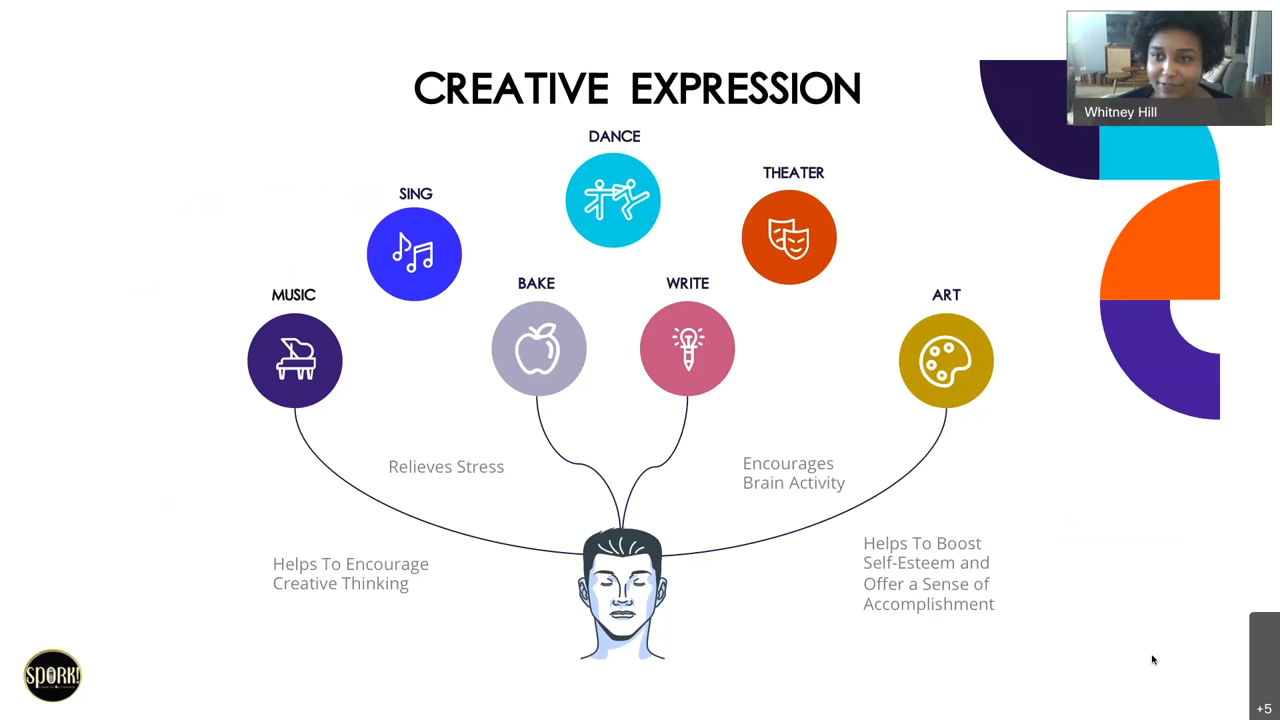 CREATIVE EXPRESSION
Whitney Hill
DANCE
THEATER
SING
BAKE
WRITE
MUSIC
ART
Relieves Stress
Encourages
Brain Activity
Helps To Encourage
Creative Thinking
Helps To Boost
Self-Esteem and
Offer a Sense of
Accomplishment
SPORK!
+5